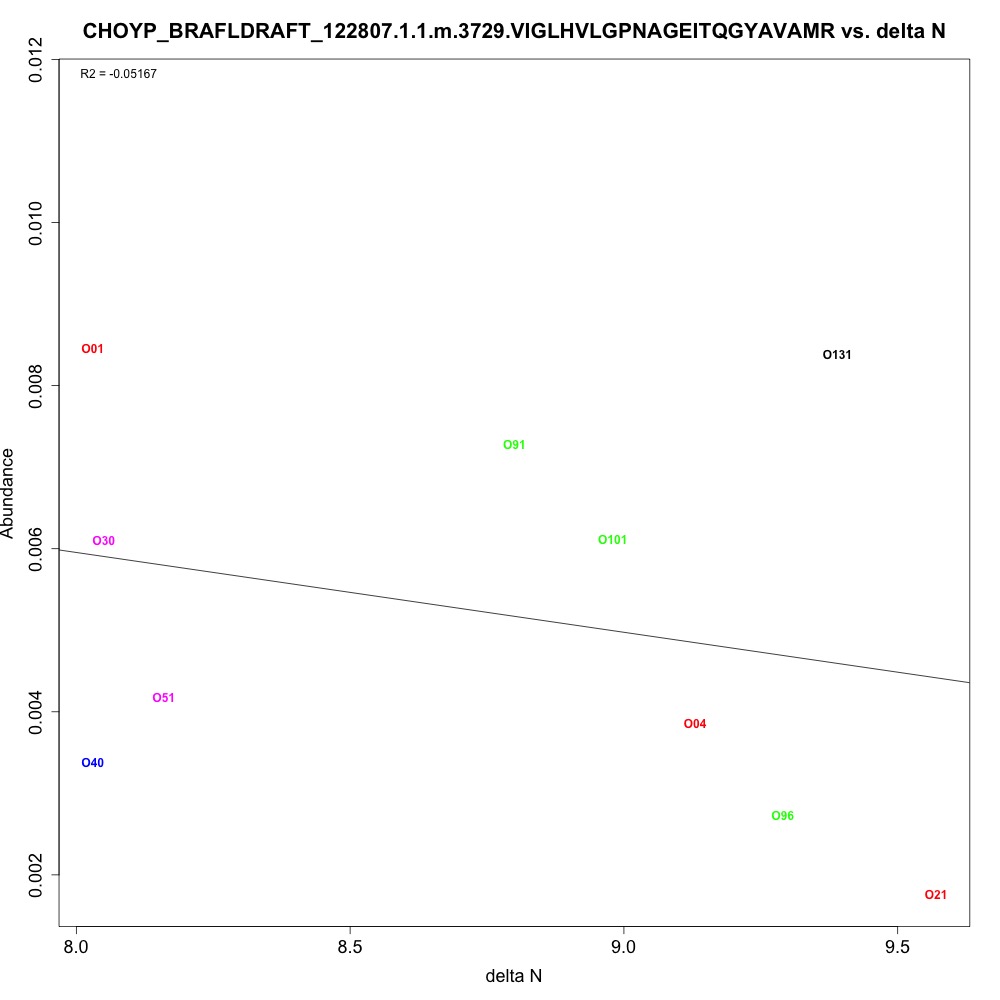 CHOYP_BRAFLDRAFT_122807.1.1.m.3729.VIGLHVLGPNAGEITQGYAVAMR vs. delta N
R2 = -0.05167
0.012
0.010
0.008
0.006
0.004
0.002
Abundance
O01
O131
O91
O30
O101
O51
O04
O40
O96
O21
8.0
8.5
9.0
9.5
delta N